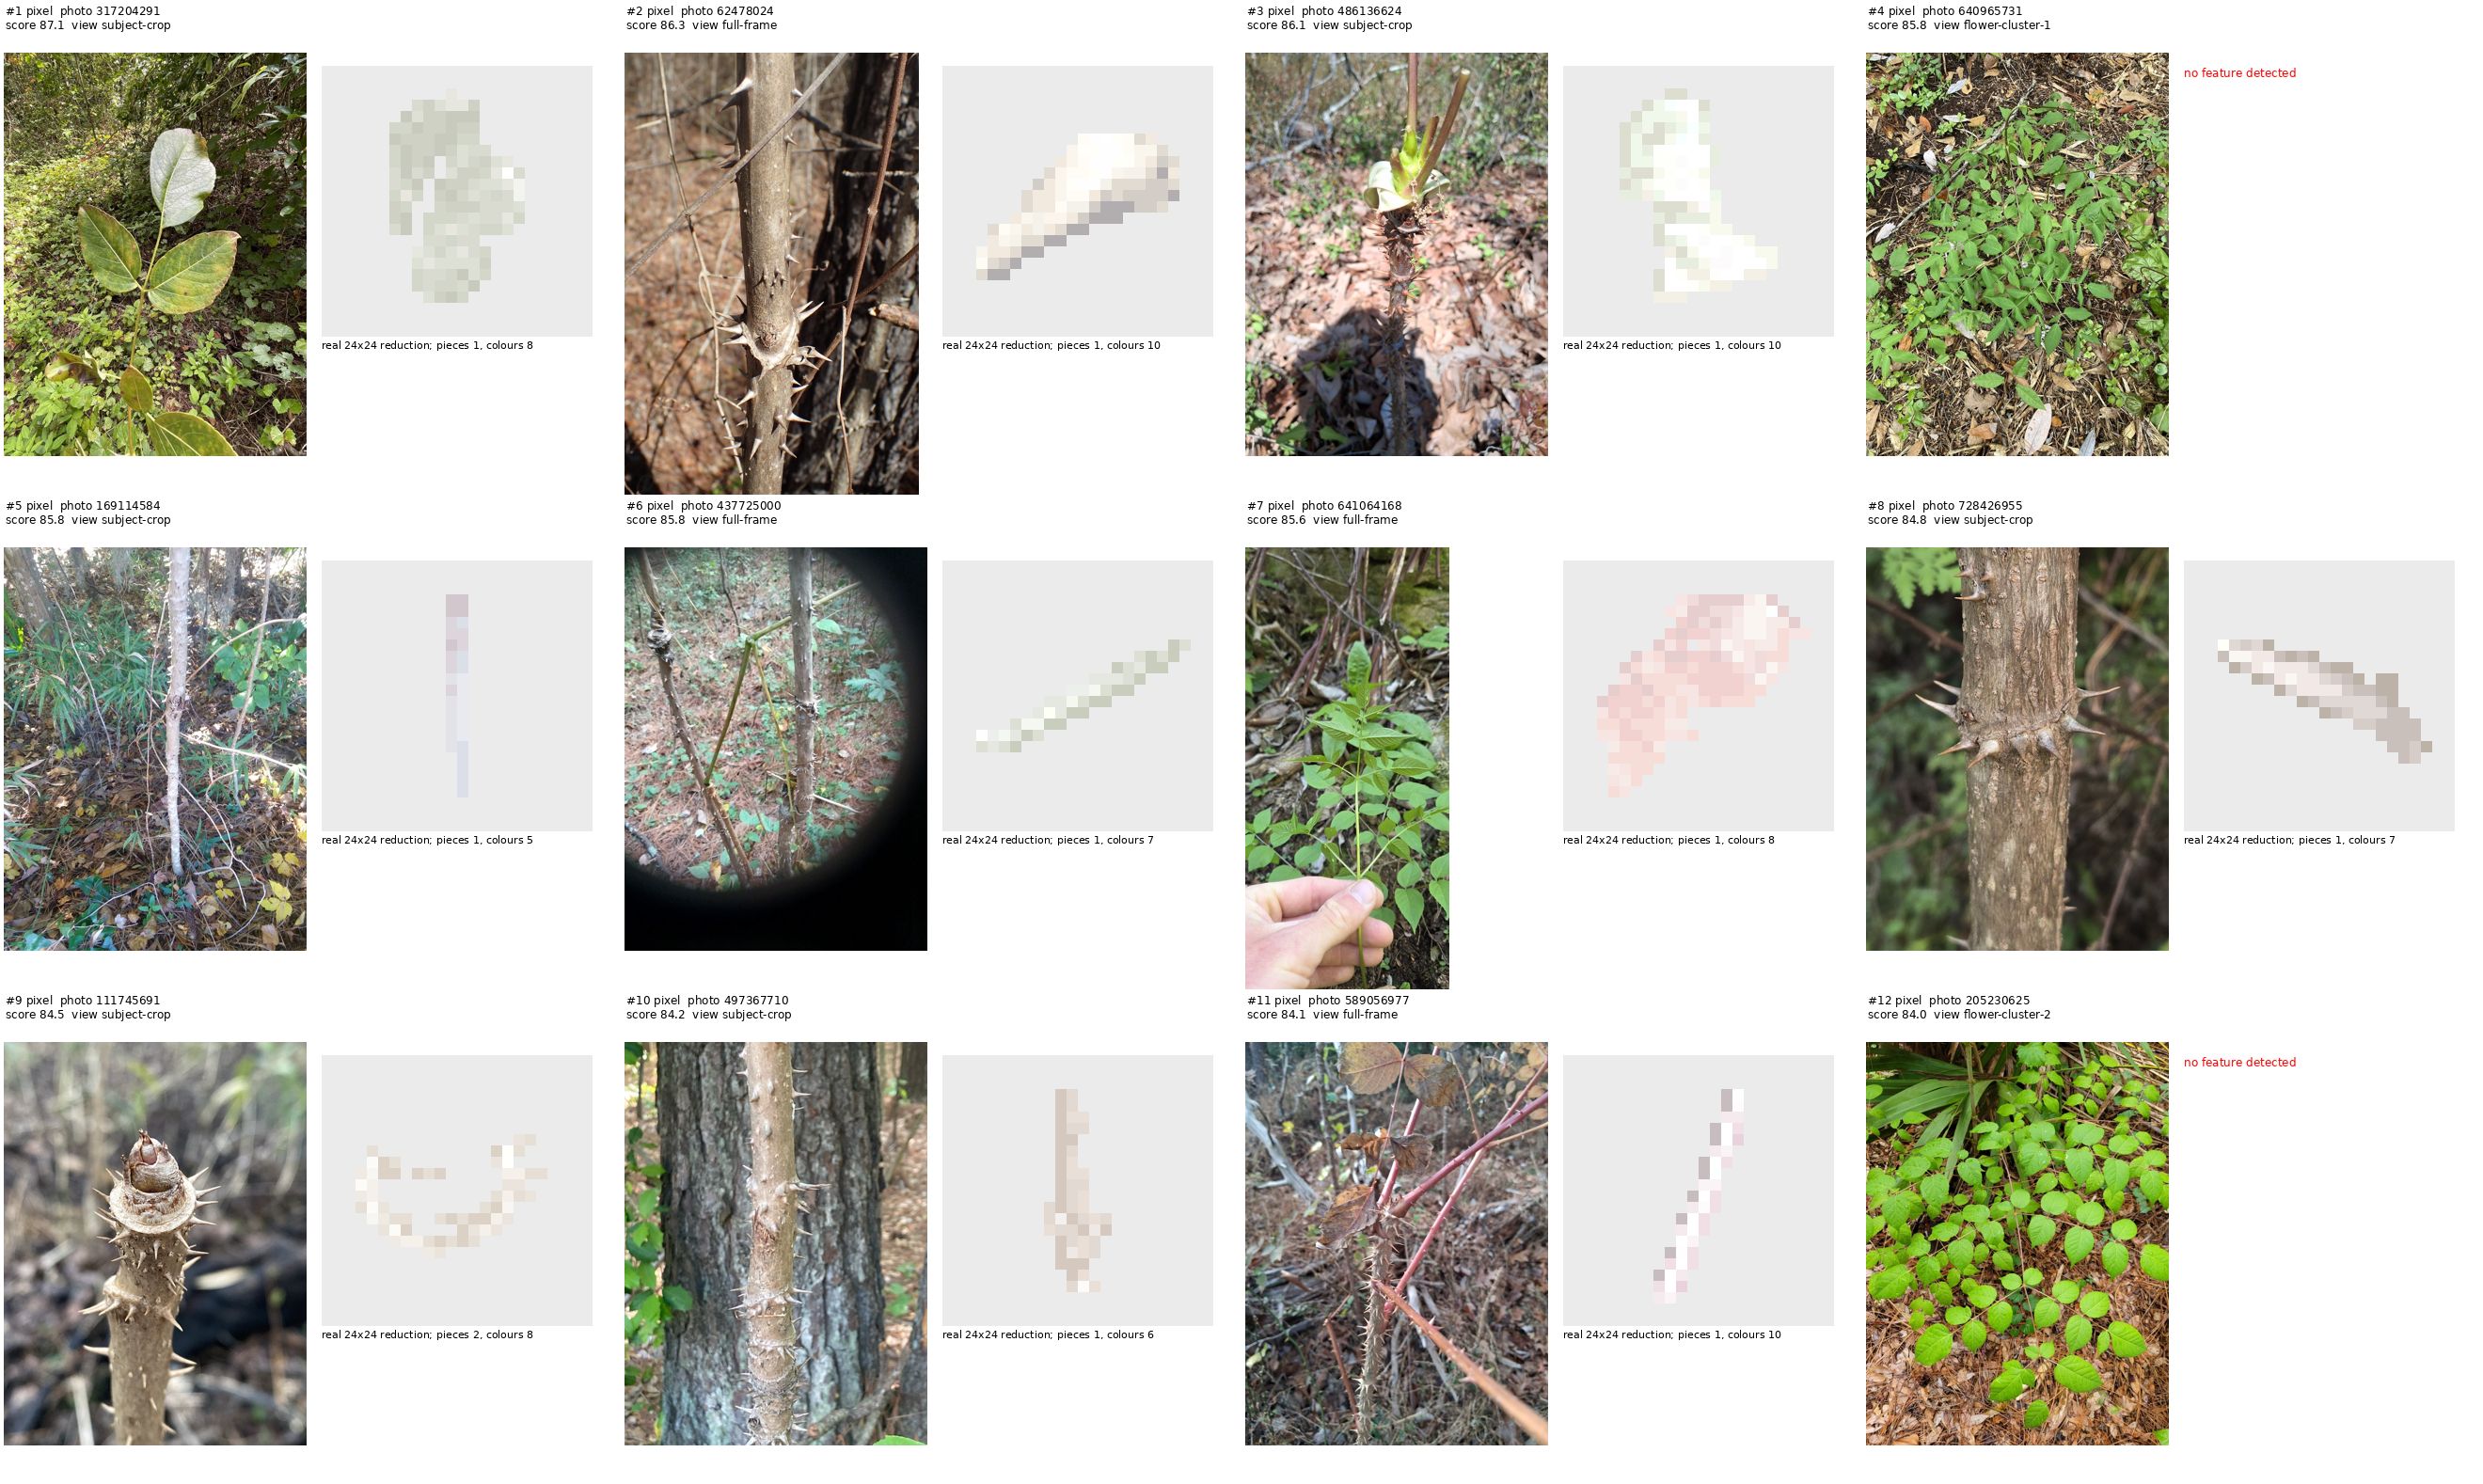 #1 pixel  photo 317204291
score 87.1  view subject-crop
real 24x24 reduction; pieces 1, colours 8
#2 pixel  photo 62478024
score 86.3  view full-frame
real 24x24 reduction; pieces 1, colours 10
#3 pixel  photo 486136624
score 86.1  view subject-crop
real 24x24 reduction; pieces 1, colours 10
#4 pixel  photo 640965731
score 85.8  view flower-cluster-1
no feature detected
#5 pixel  photo 169114584
score 85.8  view subject-crop
real 24x24 reduction; pieces 1, colours 5
#6 pixel  photo 437725000
score 85.8  view full-frame
real 24x24 reduction; pieces 1, colours 7
#7 pixel  photo 641064168
score 85.6  view full-frame
real 24x24 reduction; pieces 1, colours 8
#8 pixel  photo 728426955
score 84.8  view subject-crop
real 24x24 reduction; pieces 1, colours 7
#9 pixel  photo 111745691
score 84.5  view subject-crop
real 24x24 reduction; pieces 2, colours 8
#10 pixel  photo 497367710
score 84.2  view subject-crop
real 24x24 reduction; pieces 1, colours 6
#11 pixel  photo 589056977
score 84.1  view full-frame
real 24x24 reduction; pieces 1, colours 10
#12 pixel  photo 205230625
score 84.0  view flower-cluster-2
no feature detected